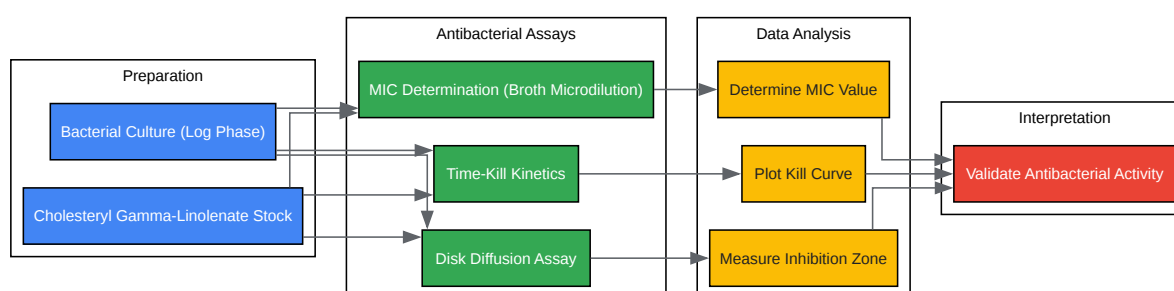 Preparation
Bacterial Culture (Log Phase)
Cholesteryl Gamma-Linolenate Stock
Antibacterial Assays
MIC Determination (Broth Microdilution)
Time-Kill Kinetics
Disk Diffusion Assay
Data Analysis
Determine MIC Value
Plot Kill Curve
Measure Inhibition Zone
Interpretation
Validate Antibacterial Activity